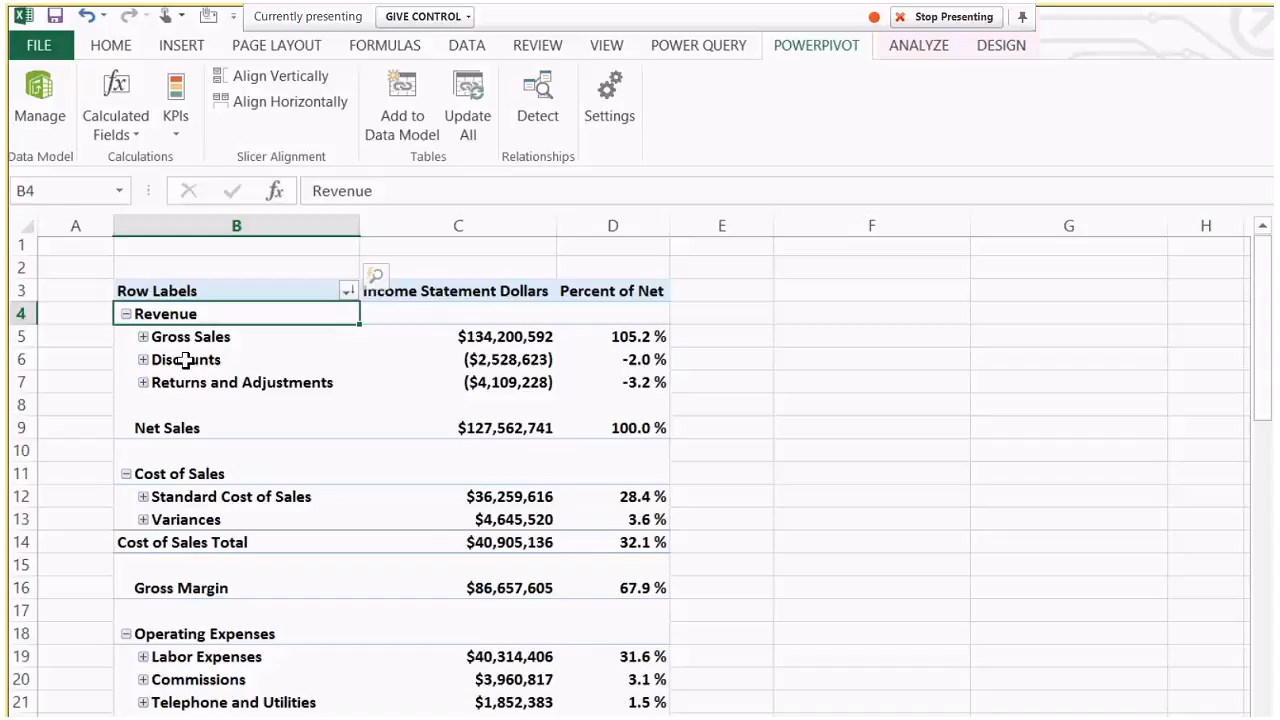 Currently presenting GIVE CONTROL Stop Presenting
FILE HOME INSERT PAGE LAYOUT FORMULAS DATA REVIEW VIEW POWER QUERY POWERPIVOT ANALYZE DESIGN
Manage Calculated Fields KPIs Align Vertically Align Horizontally Add to Data Model Update All Detect Settings
Data Model Calculations Slicer Alignment Tables Relationships
B4 fx Revenue
A B C D E F G H
1
2
3 Row Labels Income Statement Dollars Percent of Net
4 Revenue
5 Gross Sales $134,200,592 105.2 %
6 Discounts ($2,528,623) -2.0 %
7 Returns and Adjustments ($4,109,228) -3.2 %
8
9 Net Sales $127,562,741 100.0 %
10
11 Cost of Sales
12 Standard Cost of Sales $36,259,616 28.4 %
13 Variances $4,645,520 3.6 %
14 Cost of Sales Total $40,905,136 32.1 %
15
16 Gross Margin $86,657,605 67.9 %
17
18 Operating Expenses
19 Labor Expenses $40,314,406 31.6 %
20 Commissions $3,960,817 3.1 %
21 Telephone and Utilities $1,852,383 1.5 %